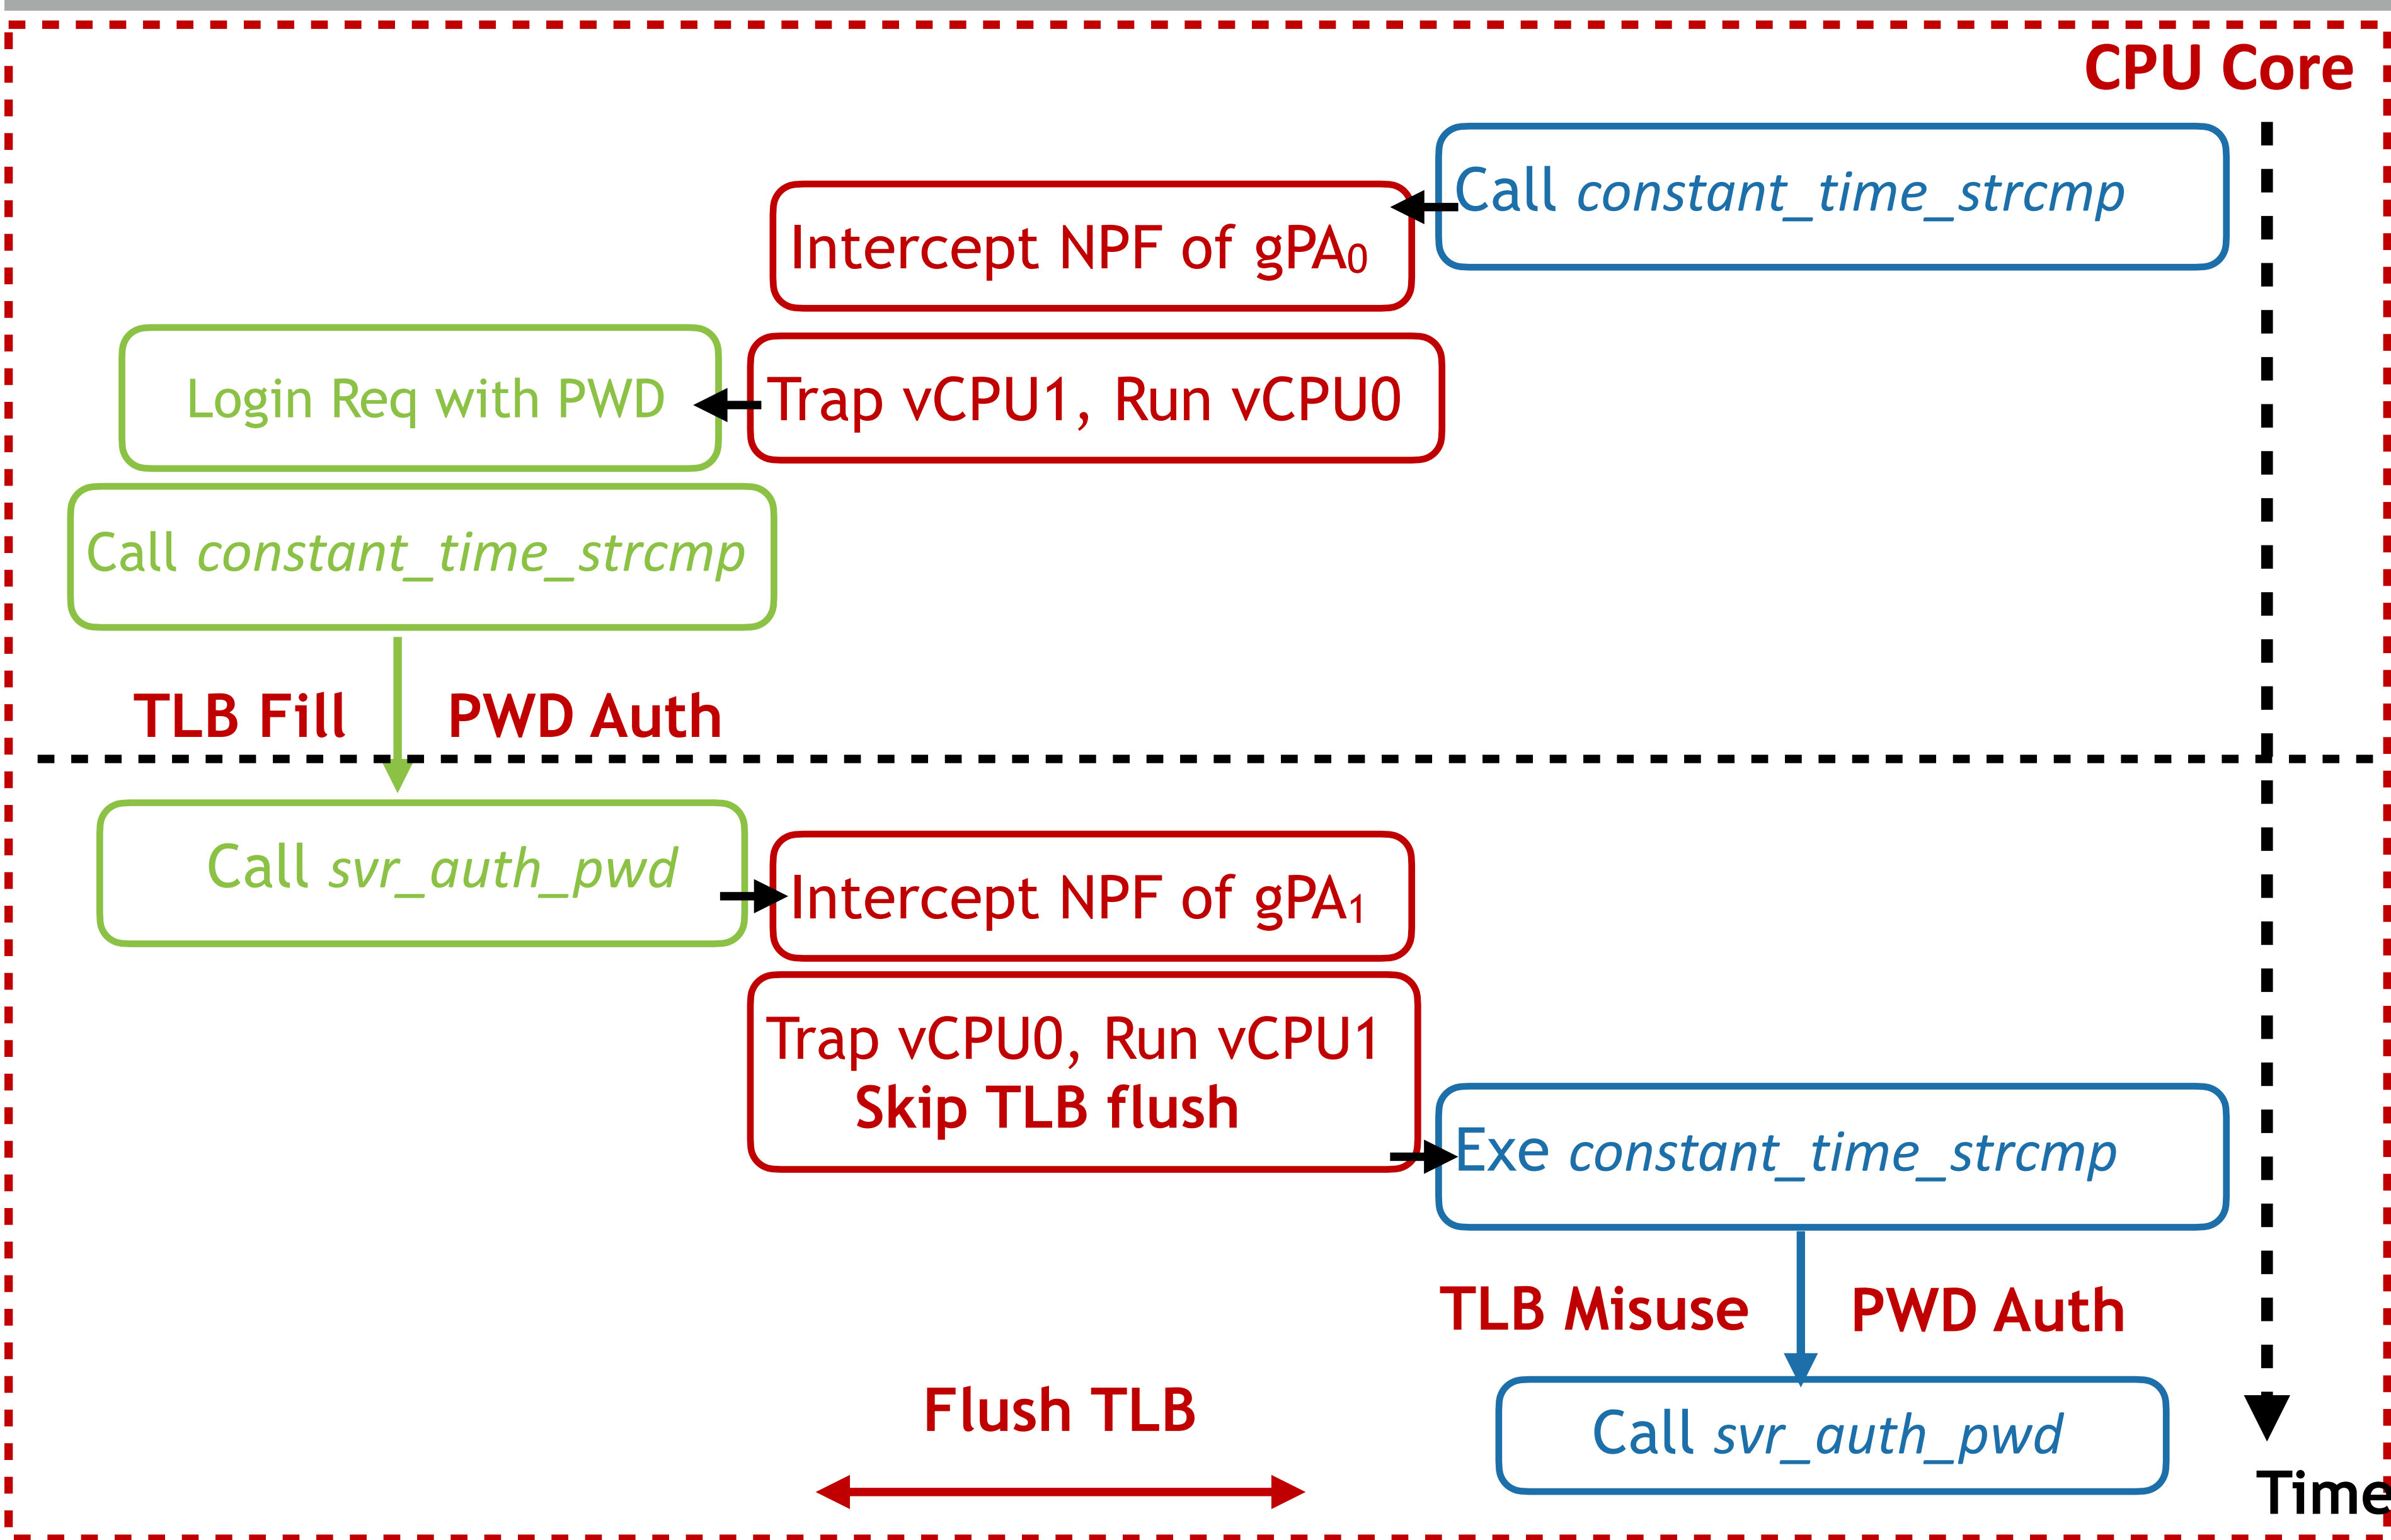 CPU Core
Call constant_time_strcmp
Intercept NPF of gPA₀
Login Req with PWD
Trap vCPU1, Run vCPU0
Call constant_time_strcmp
TLB Fill
PWD Auth
Call svr_auth_pwd
Intercept NPF of gPA₁
Trap vCPU0, Run vCPU1
Skip TLB flush
Exe constant_time_strcmp
TLB Misuse
PWD Auth
Flush TLB
Call svr_auth_pwd
Time